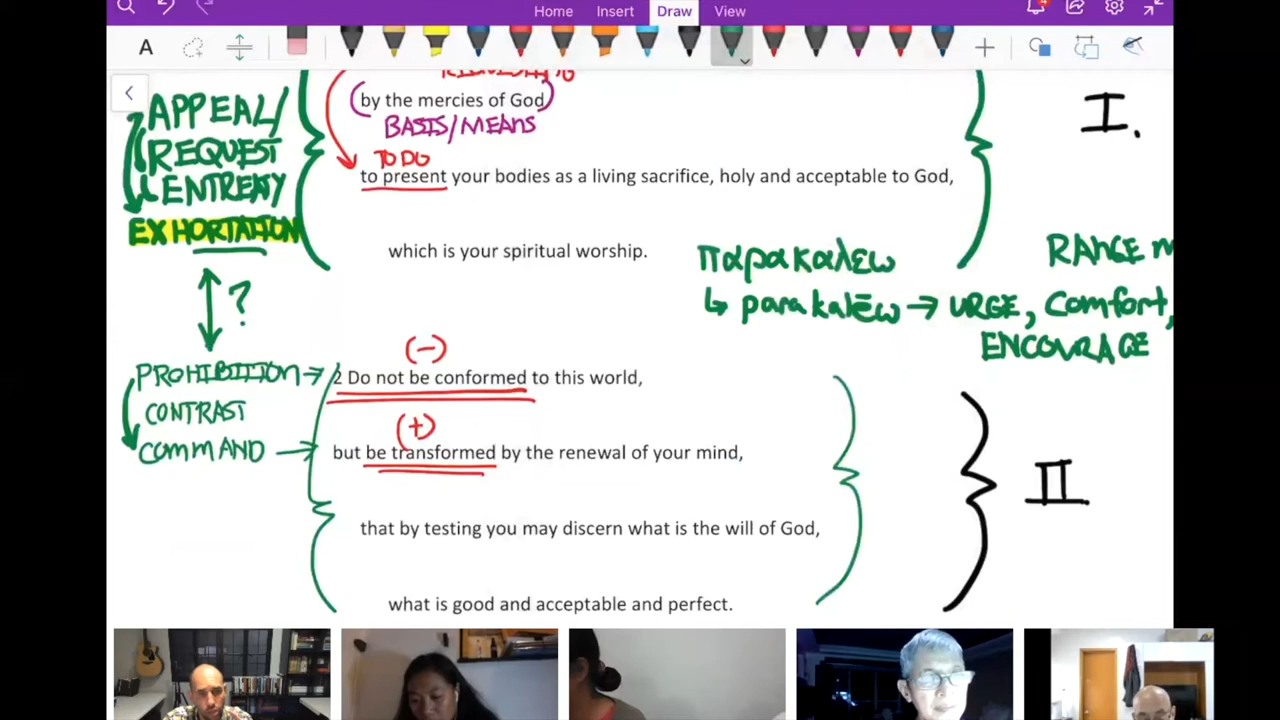 Home Insert Draw View
A
by the mercies of God
BASIS/MEANS
TO DO
to present your bodies as a living sacrifice, holy and acceptable to God,
which is your spiritual worship.
APPEAL/
REQUEST
ENTREATY
EXHORTATION
?
I.
παρακαλεω
RANGE
↳ parakalēω → URGE, Comfort,
ENCOURAGE
(-)
PROHIBITION → 2 Do not be conformed to this world,
CONTRAST
(+)
COMMAND → but be transformed by the renewal of your mind,
II
that by testing you may discern what is the will of God,
what is good and acceptable and perfect.